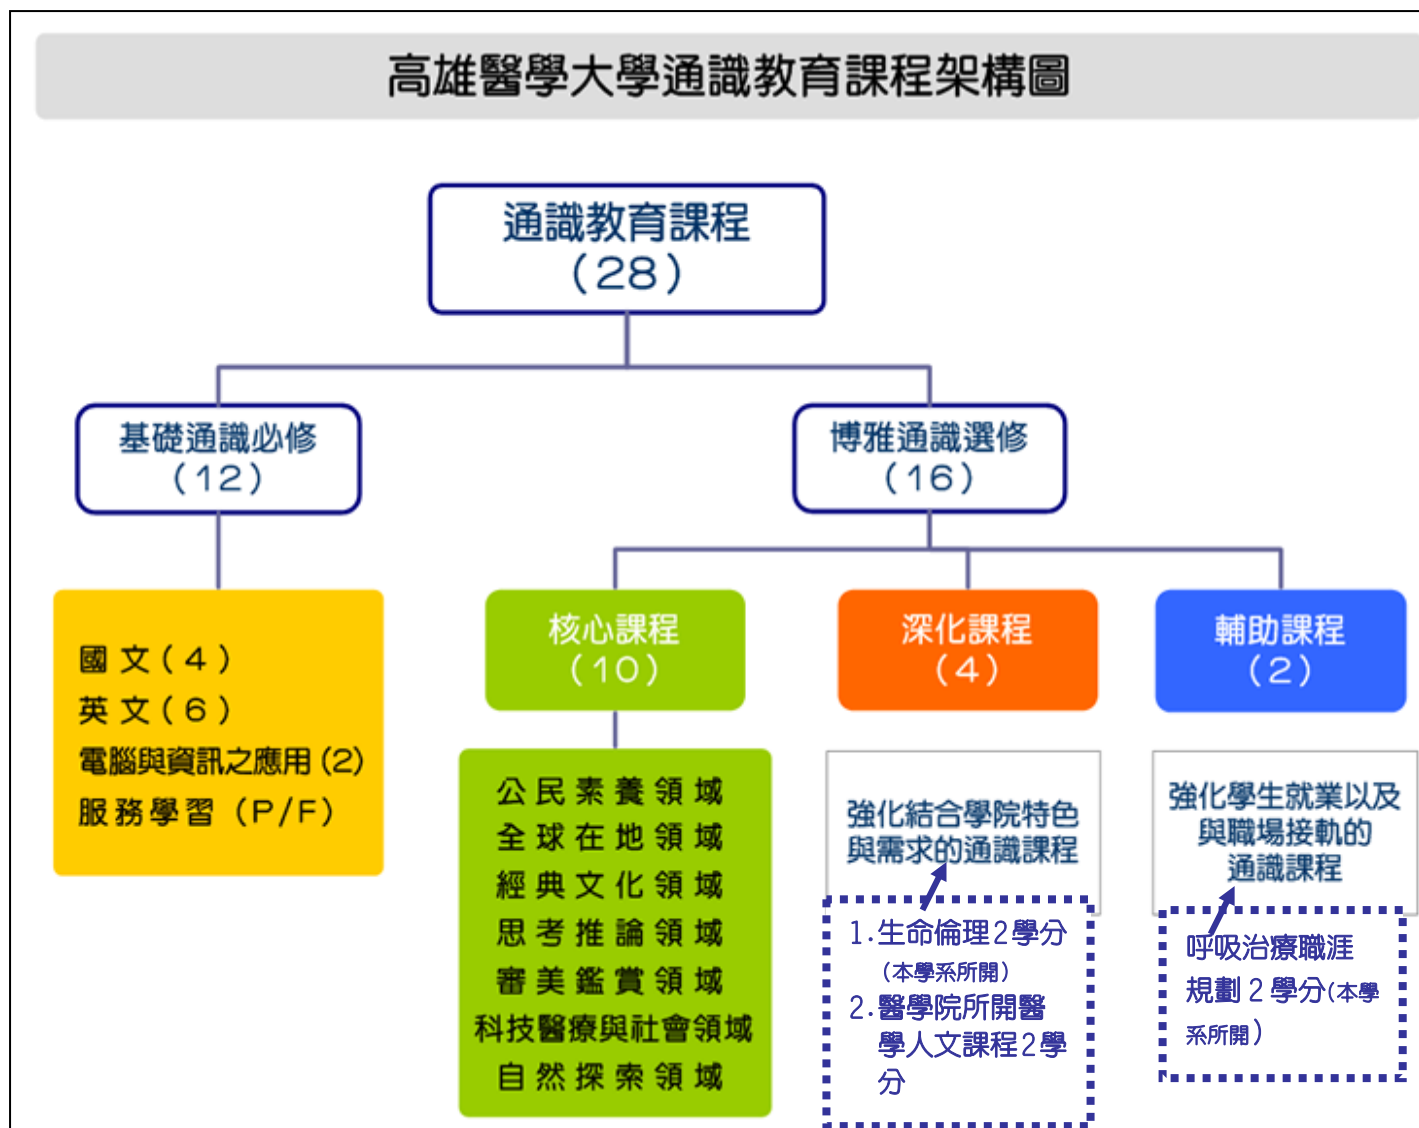 高雄醫學大學通識教育課程架構圖
通識教育課程
（28）
基礎通識必修
（12）
博雅通識選修
（16）
國文（4）
英文（6）
電腦與資訊之應用(2)
服務學習（P/F）
核心課程
（10）
公民素養領域
全球在地領域
經典文化領域
思考推論領域
審美鑑賞領域
科技醫療與社會領域
自然探索領域
深化課程
（4）
強化結合學院特色
與需求的通識課程
1.生命倫理2學分
(本學系所開)
2.醫學院所開醫
學人文課程2學
分
輔助課程
（2）
強化學生就業以及
與職場接軌的
通識課程
呼吸治療職涯
規劃2學分(本學
系所開)